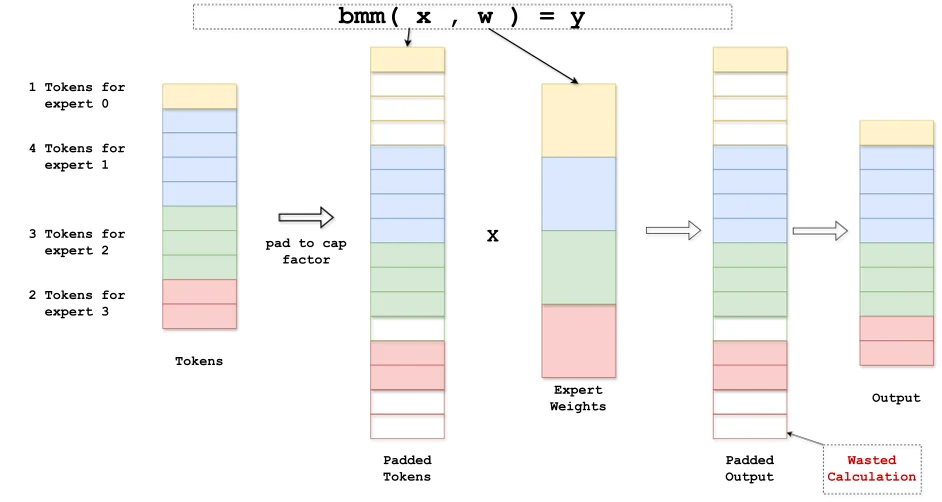 bmm( x , w ) = y
1 Tokens for
expert 0
4 Tokens for
expert 1
3 Tokens for
expert 2
2 Tokens for
expert 3
Tokens
pad to cap
factor
Padded
Tokens
x
Expert
Weights
Padded
Output
Output
Wasted
Calculation